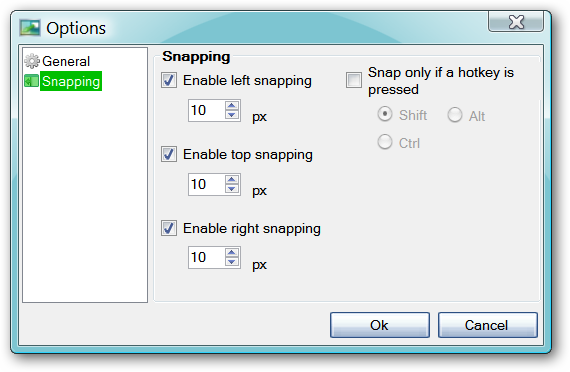 Options
General
Snapping
Snapping
Enable left snapping
10 px
Enable top snapping
10 px
Enable right snapping
10 px
Snap only if a hotkey is
pressed
Shift Alt
Ctrl
Ok Cancel